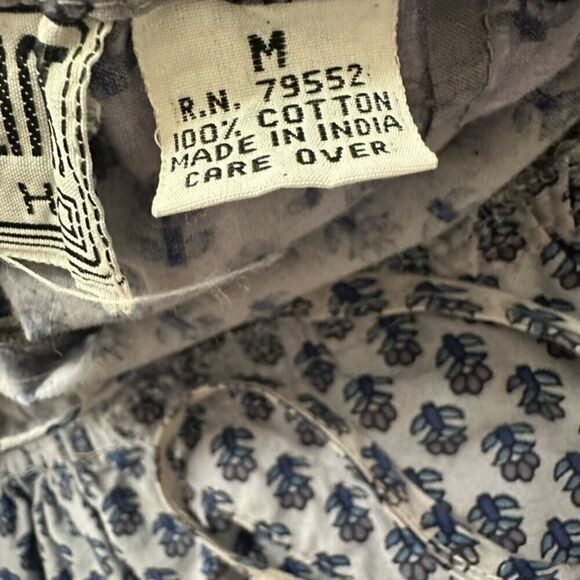 M
R.N. 79552
100% COTTON
MADE IN INDIA
CARE OVER
H